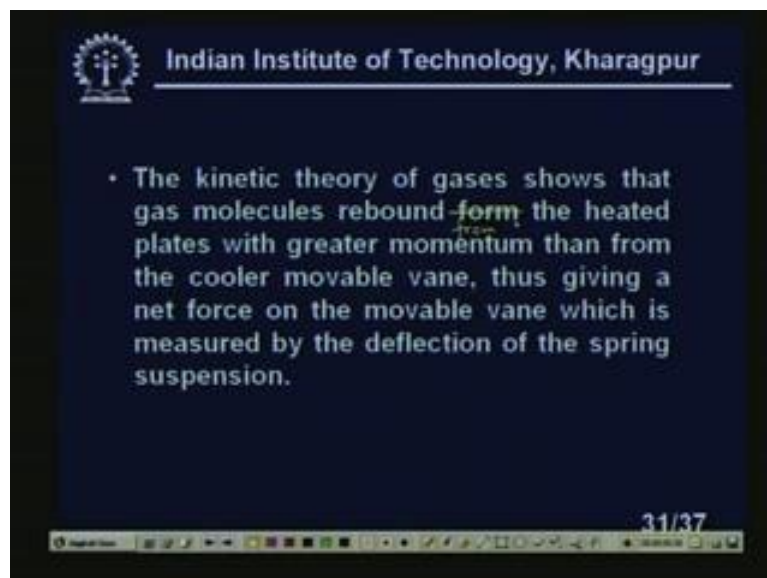 Indian Institute of Technology, Kharagpur
• The kinetic theory of gases shows that
gas molecules rebound form the heated
from
plates with greater momentum than from
the cooler movable vane, thus giving a
net force on the movable vane which is
measured by the deflection of the spring
suspension.
31/37